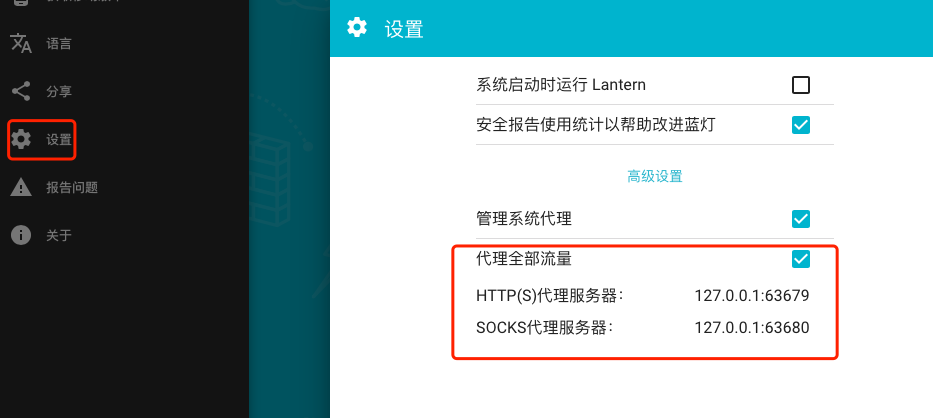 语言
分享
设置
报告问题
关于
设置
系统启动时运行 Lantern
安全报告使用统计以帮助改进蓝灯
高级设置
管理系统代理
代理全部流量
HTTP(S)代理服务器： 127.0.0.1:63679
SOCKS代理服务器： 127.0.0.1:63680